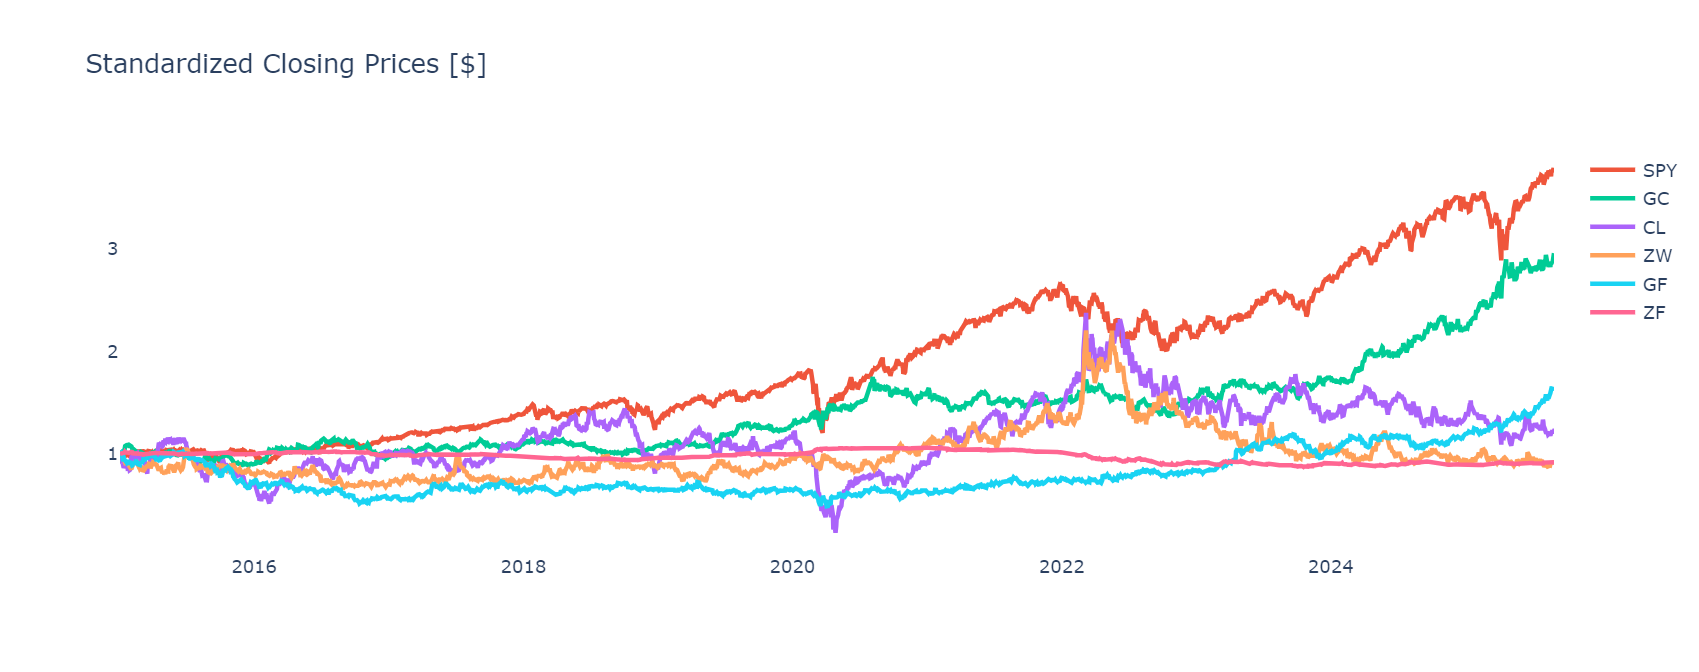 Standardized Closing Prices [$]
SPY
GC
CL
ZW
GF
ZF
3
2
1
2016 2018 2020 2022 2024